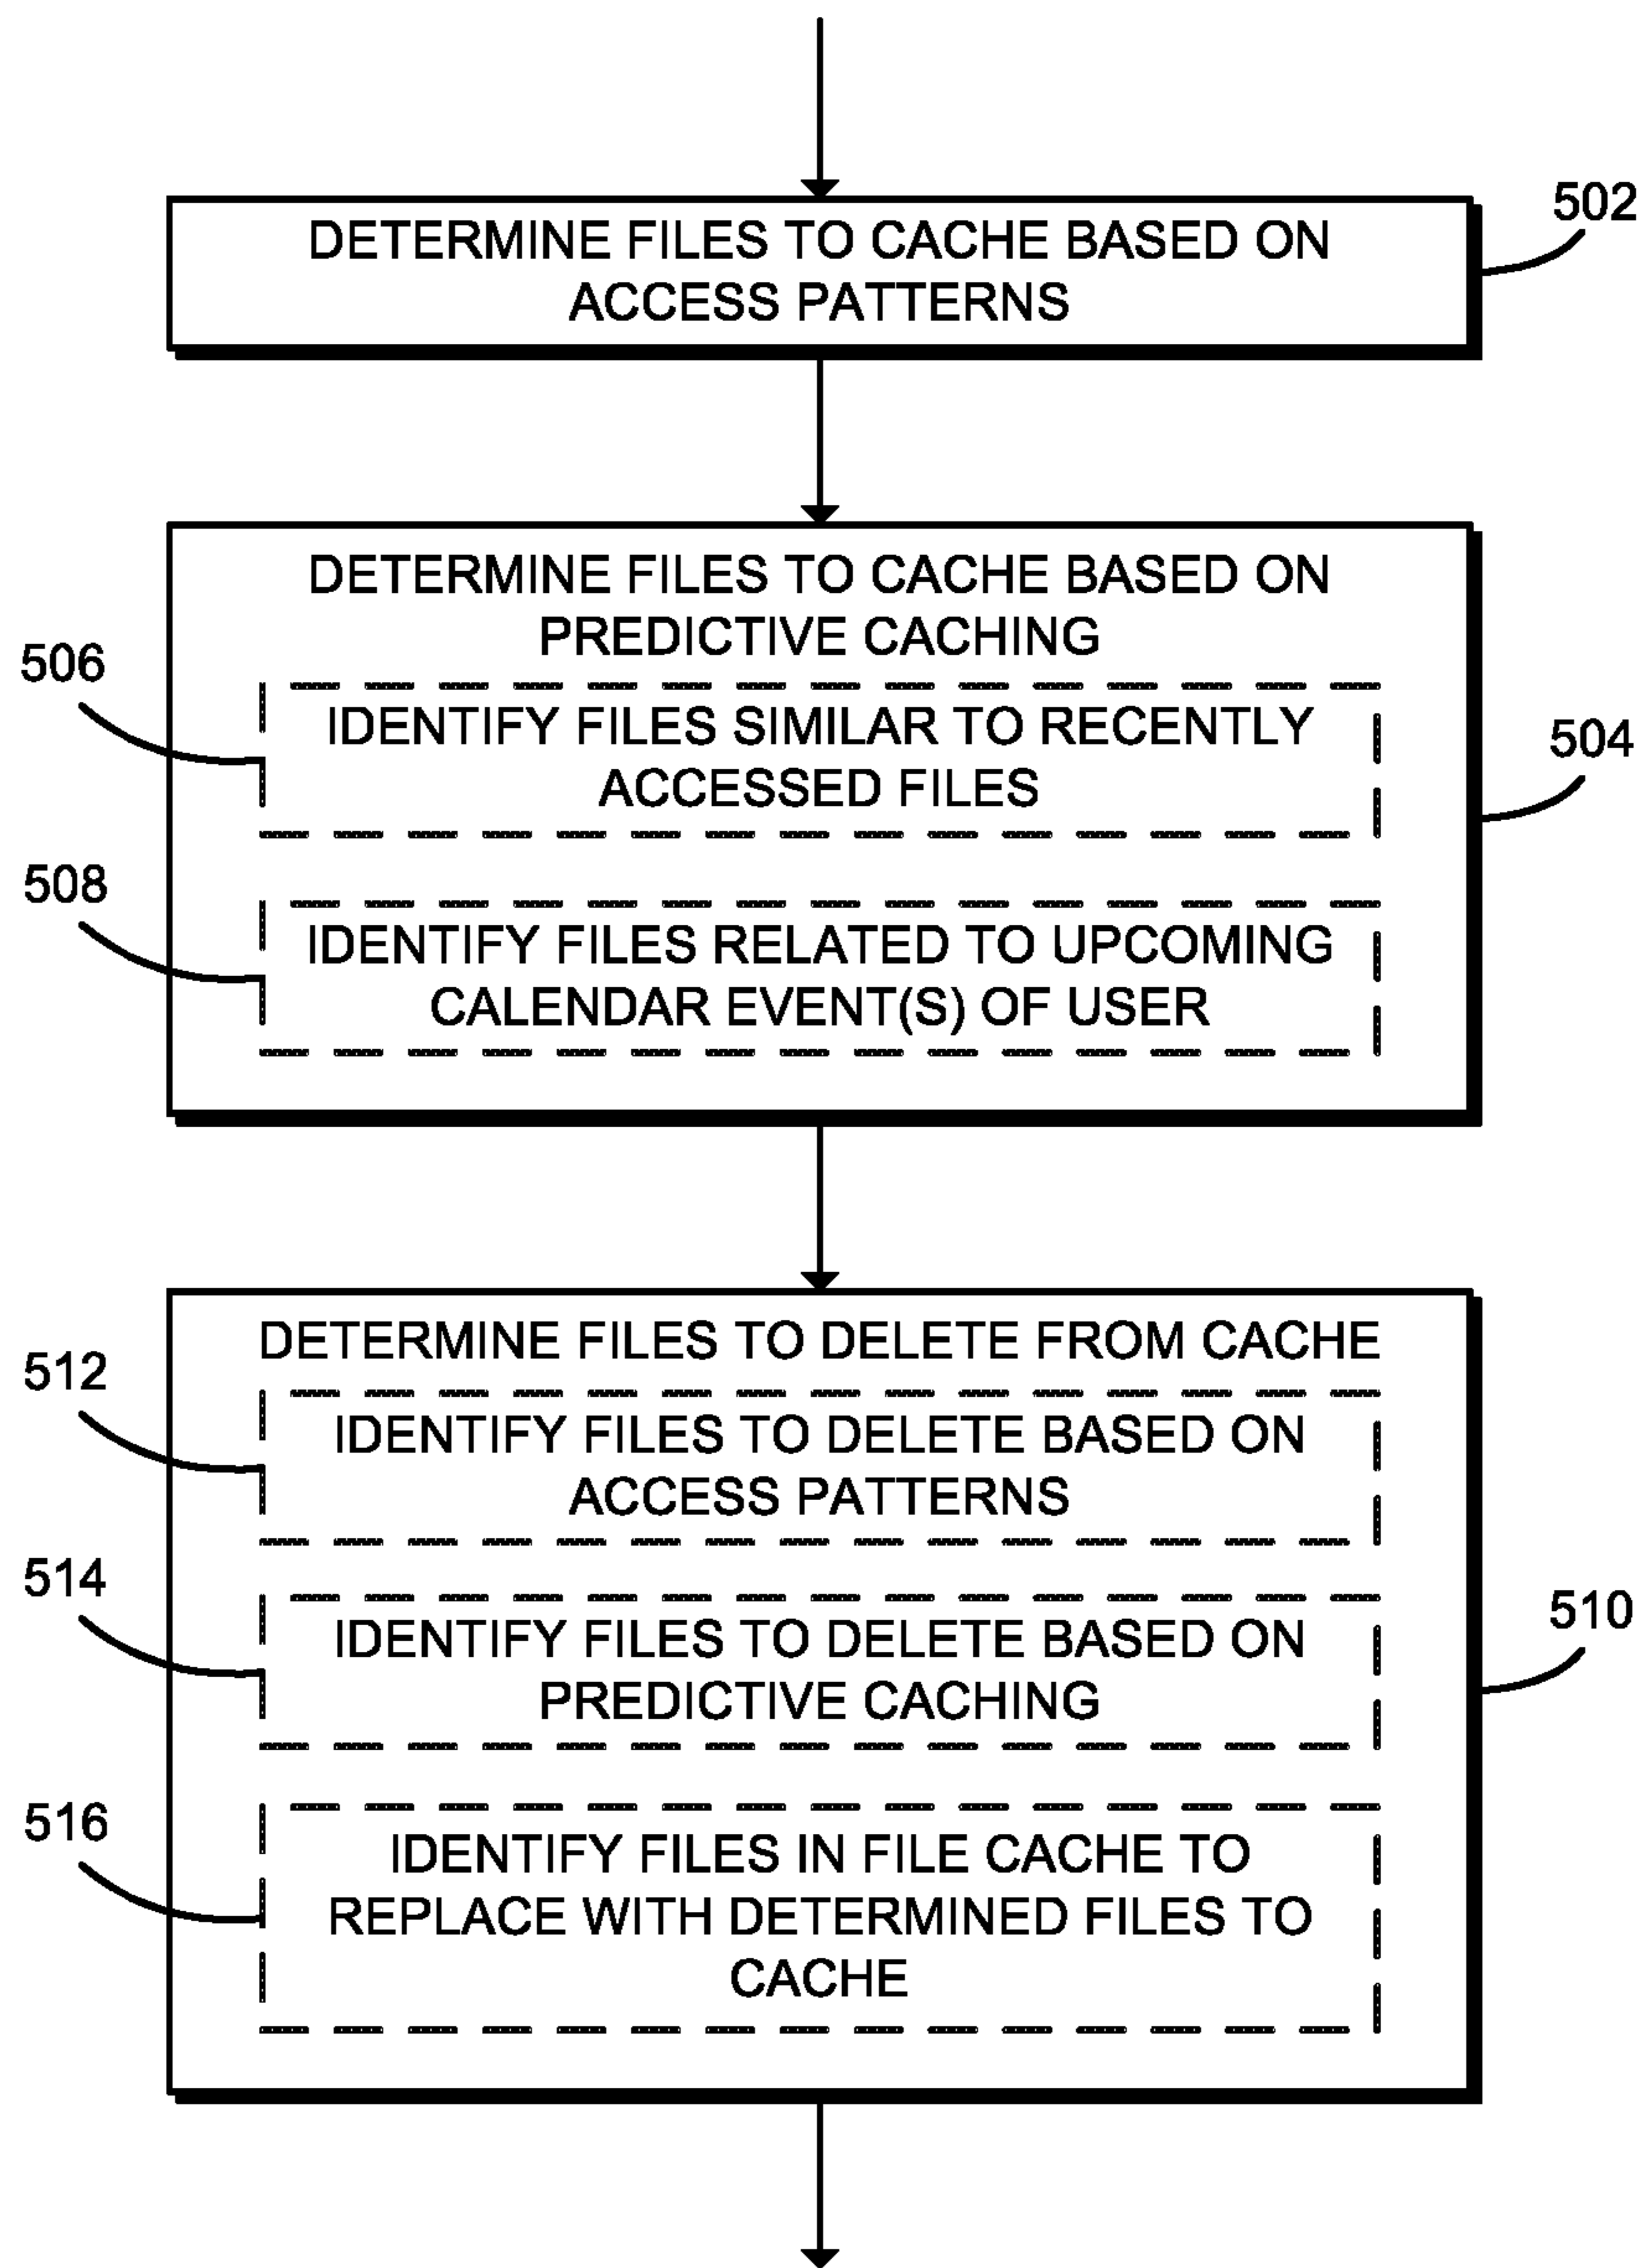 502
DETERMINE FILES TO CACHE BASED ON
ACCESS PATTERNS
DETERMINE FILES TO CACHE BASED ON
PREDICTIVE CACHING
506
IDENTIFY FILES SIMILAR TO RECENTLY
ACCESSED FILES
504
508
IDENTIFY FILES RELATED TO UPCOMING
CALENDAR EVENT(S) OF USER
DETERMINE FILES TO DELETE FROM CACHE
512
IDENTIFY FILES TO DELETE BASED ON
ACCESS PATTERNS
514
IDENTIFY FILES TO DELETE BASED ON
PREDICTIVE CACHING
510
516
IDENTIFY FILES IN FILE CACHE TO
REPLACE WITH DETERMINED FILES TO
CACHE